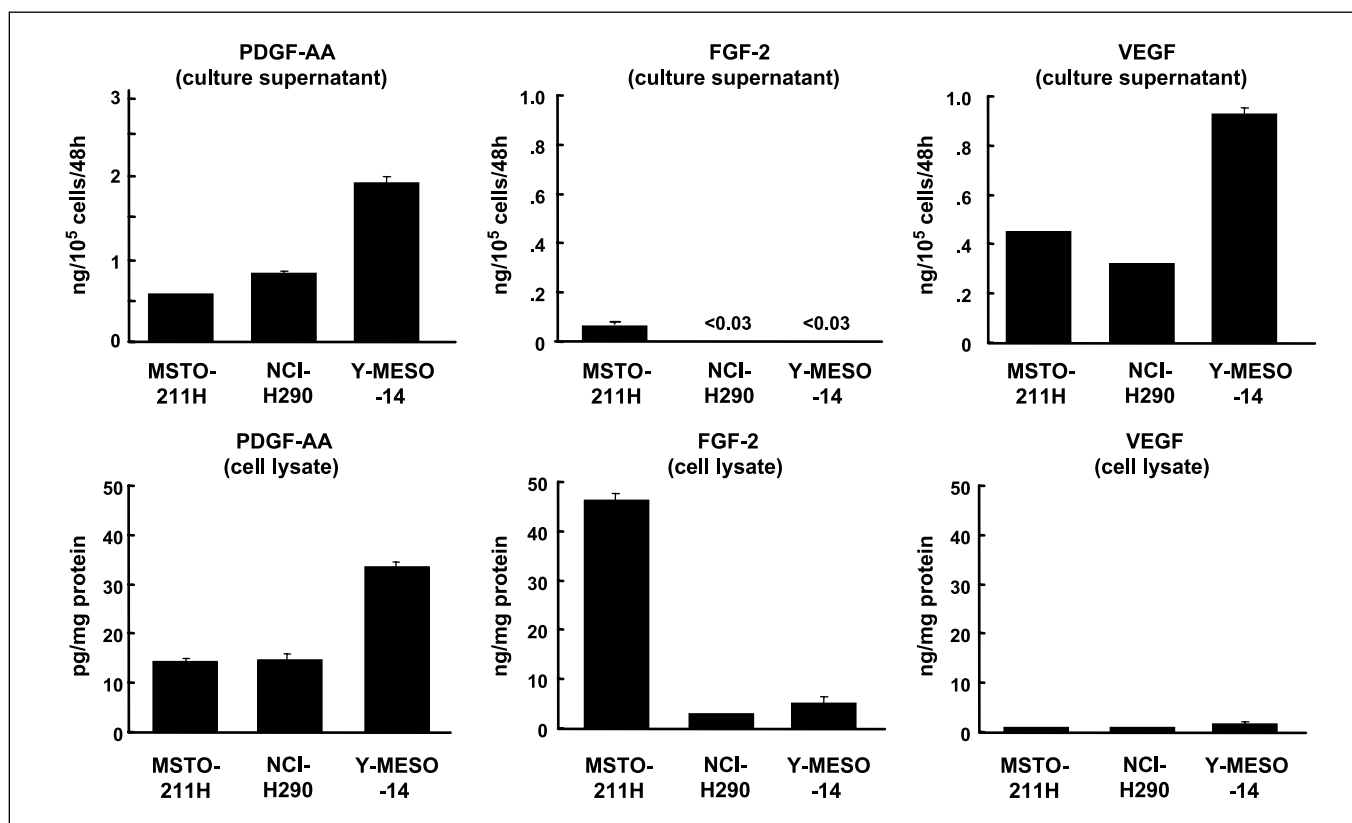 PDGF-AA
(culture supernatant)
ng/10⁵ cells/48h
3
2
1
0
MSTO-
211H
NCI-
H290
Y-MESO
-14
FGF-2
(culture supernatant)
ng/10⁵ cells/48h
1.0
.8
.6
.4
.2
0
<0.03
<0.03
MSTO-
211H
NCI-
H290
Y-MESO
-14
VEGF
(culture supernatant)
ng/10⁵ cells/48h
1.0
.8
.6
.4
.2
0
MSTO-
211H
NCI-
H290
Y-MESO
-14
PDGF-AA
(cell lysate)
pg/mg protein
50
40
30
20
10
0
MSTO-
211H
NCI-
H290
Y-MESO
-14
FGF-2
(cell lysate)
ng/mg protein
50
40
30
20
10
0
MSTO-
211H
NCI-
H290
Y-MESO
-14
VEGF
(cell lysate)
ng/mg protein
50
40
30
20
10
0
MSTO-
211H
NCI-
H290
Y-MESO
-14